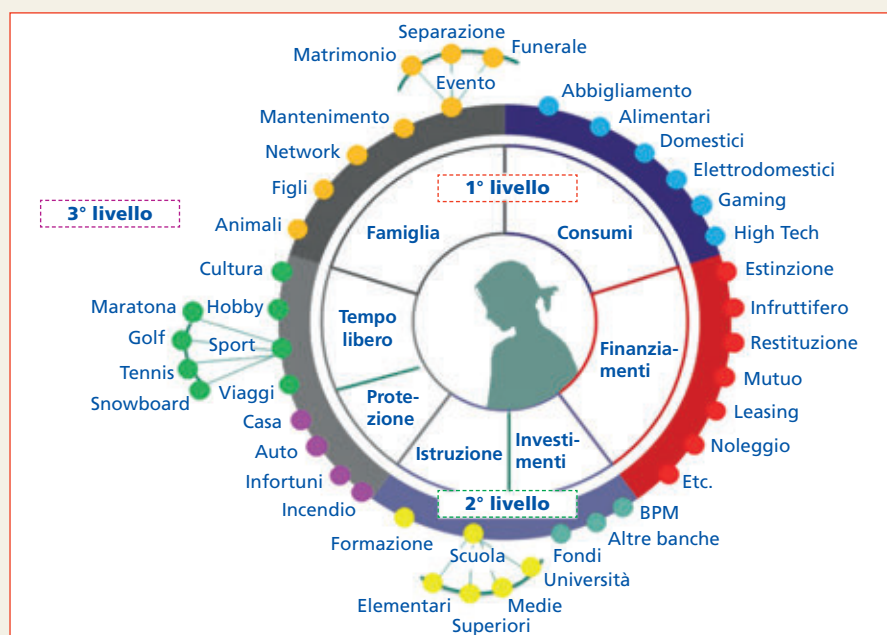 Separazione
Matrimonio
Funerale
Evento
Abbigliamento
Mantenimento
Alimentari
Network
Domestici
Elettrodomestici
Figli
1° livello
Gaming
3° livello
Animali
Famiglia
Consumi
High Tech
Cultura
Estinzione
Maratona
Hobby
Infruttifero
Tempo
libero
Golf
Sport
Restituzione
Finanzia-
menti
Tennis
Mutuo
Snowboard
Viaggi
Prote-
zione
Leasing
Casa
Auto
Istruzione
Investi-
menti
Noleggio
Infortuni
Etc.
Incendio
2° livello
BPM
Formazione
Altre banche
Scuola
Fondi
Università
Elementari
Medie
Superiori